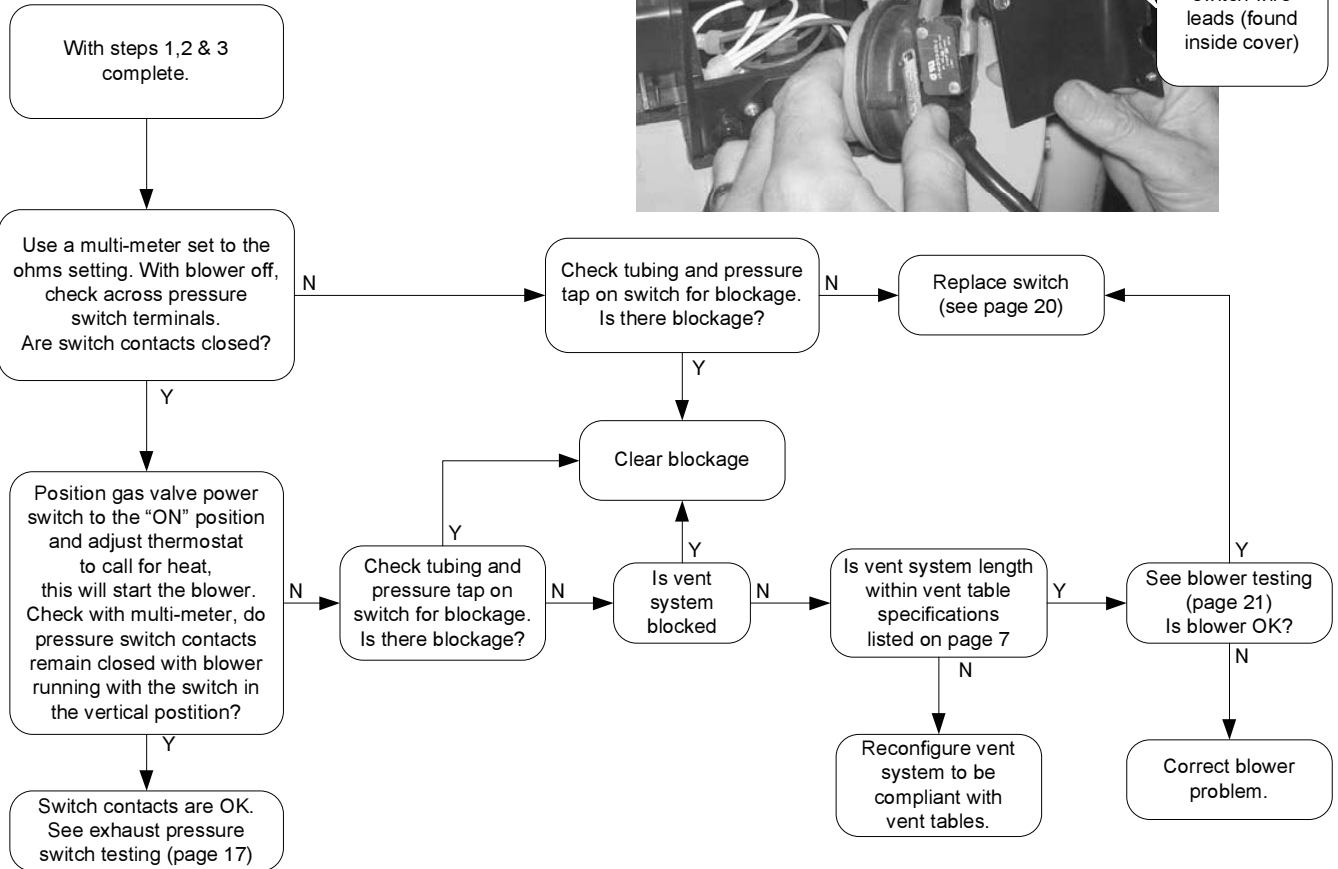 With steps 1,2 & 3
complete.
leads (found
inside cover)
Use a multi-meter set to the
ohms setting. With blower off,
check across pressure
switch terminals.
Are switch contacts closed?
N
Y
Check tubing and pressure
tap on switch for blockage.
Is there blockage?
N
Y
Replace switch
(see page 20)
Clear blockage
Position gas valve power
switch to the “ON” position
and adjust thermostat
to call for heat,
this will start the blower.
Check with multi-meter, do
pressure switch contacts
remain closed with blower
running with the switch in
the vertical postition?
N
Y
Check tubing and
pressure tap on
switch for blockage.
Is there blockage?
Y
N
Is vent
system
blocked
Y
N
Is vent system length
within vent table
specifications
listed on page 7
Y
N
See blower testing
(page 21)
Is blower OK?
Y
N
Switch contacts are OK.
See exhaust pressure
switch testing (page 17)
Reconfigure vent
system to be
compliant with
vent tables.
Correct blower
problem.